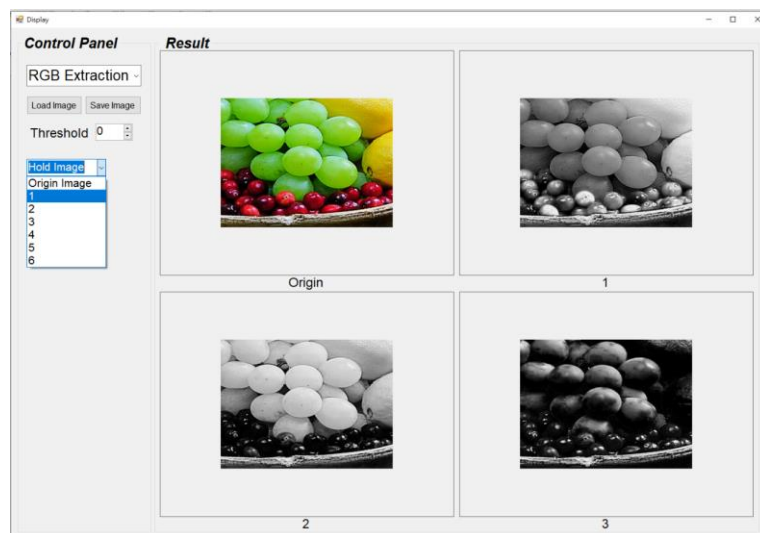 Display
Control Panel
RGB Extraction
Load Image
Save Image
Threshold
0
Hold Image
Origin Image
1
2
3
4
5
6
Result
Origin
1
2
3